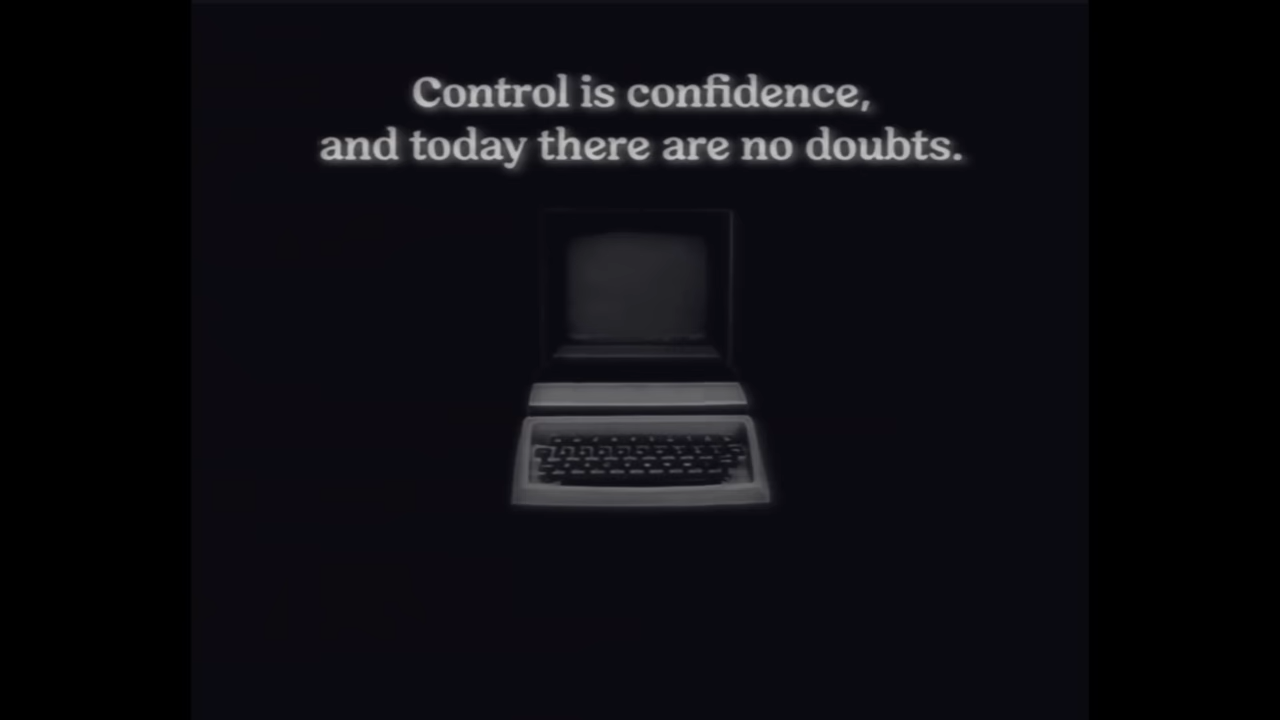 Control is confidence,
and today there are no doubts.